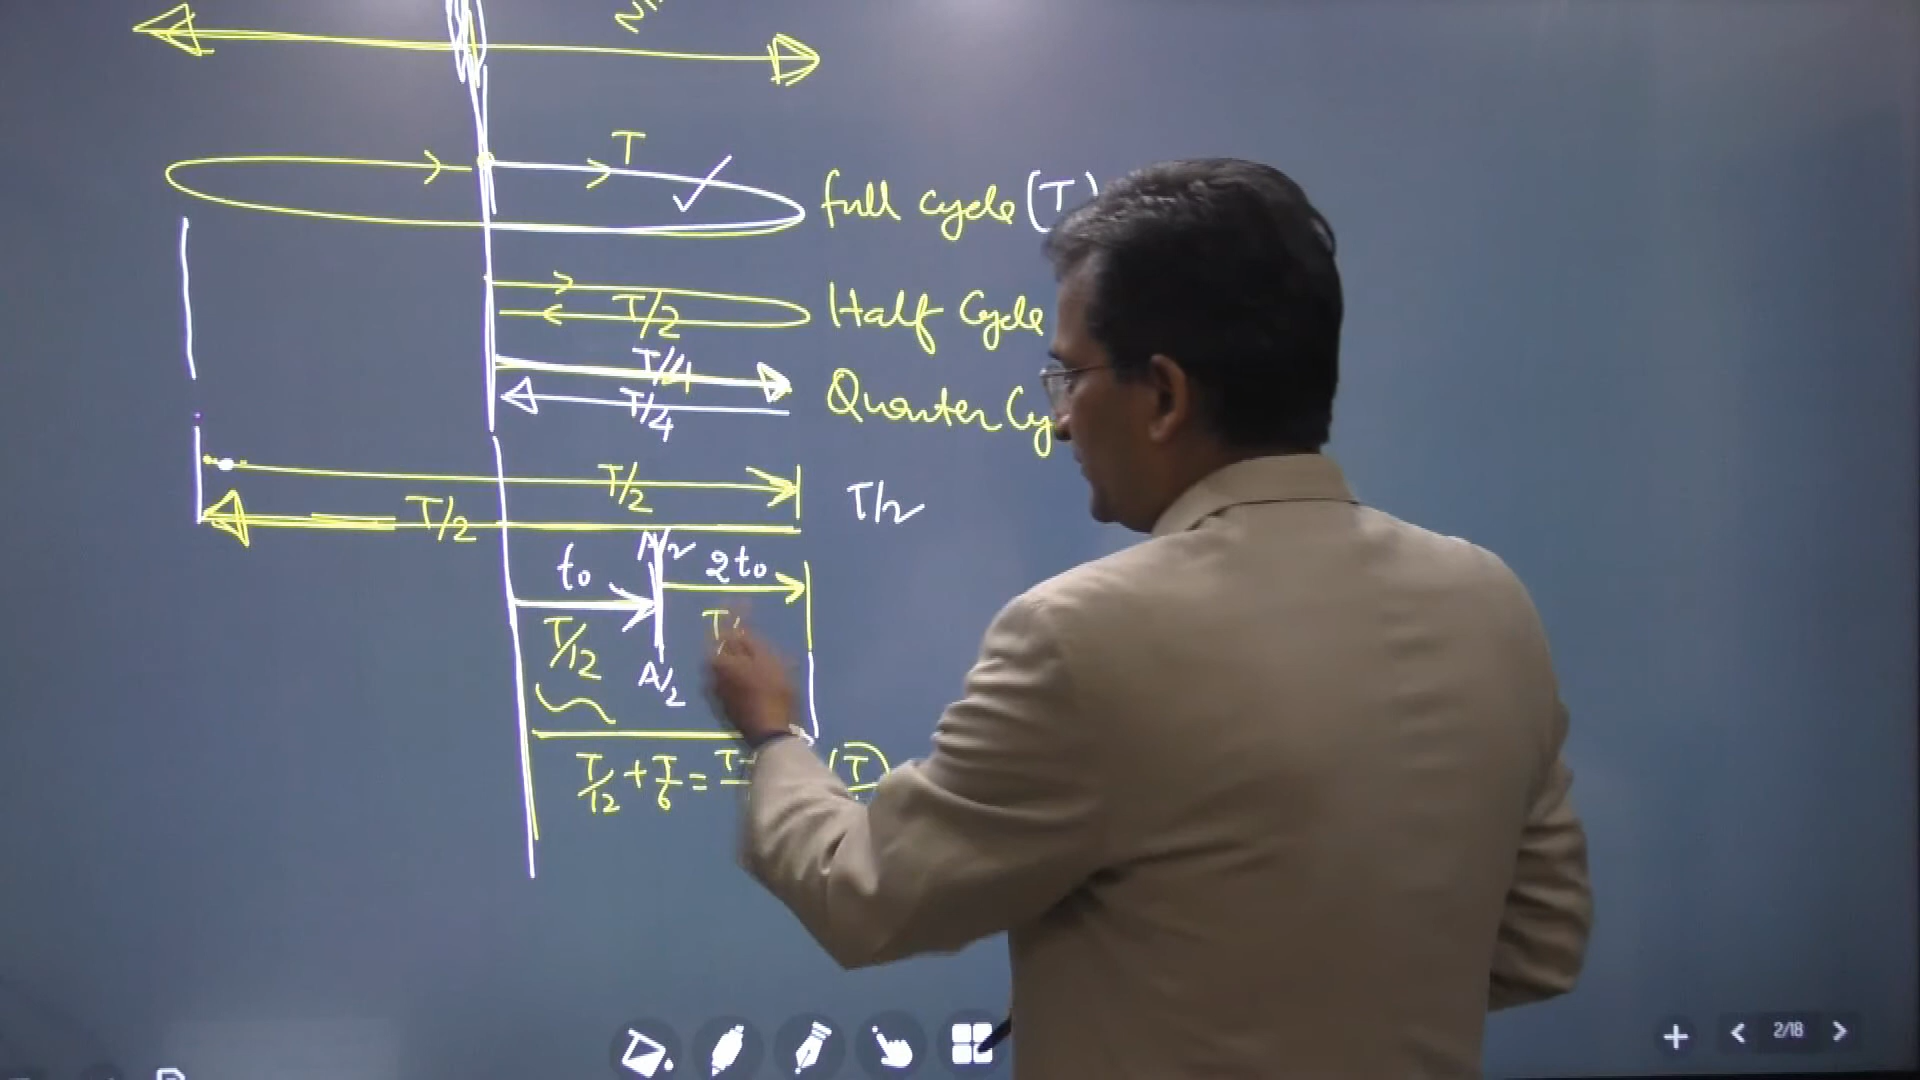 T
full cycle (T)
T/2 Half Cycle
T/4
T/4 Quarter Cy
T/2 T/2
T/2
t₀ A/2 2t₀
T/12 T/
A/2
T/12 + T/6 = T (T
2/18